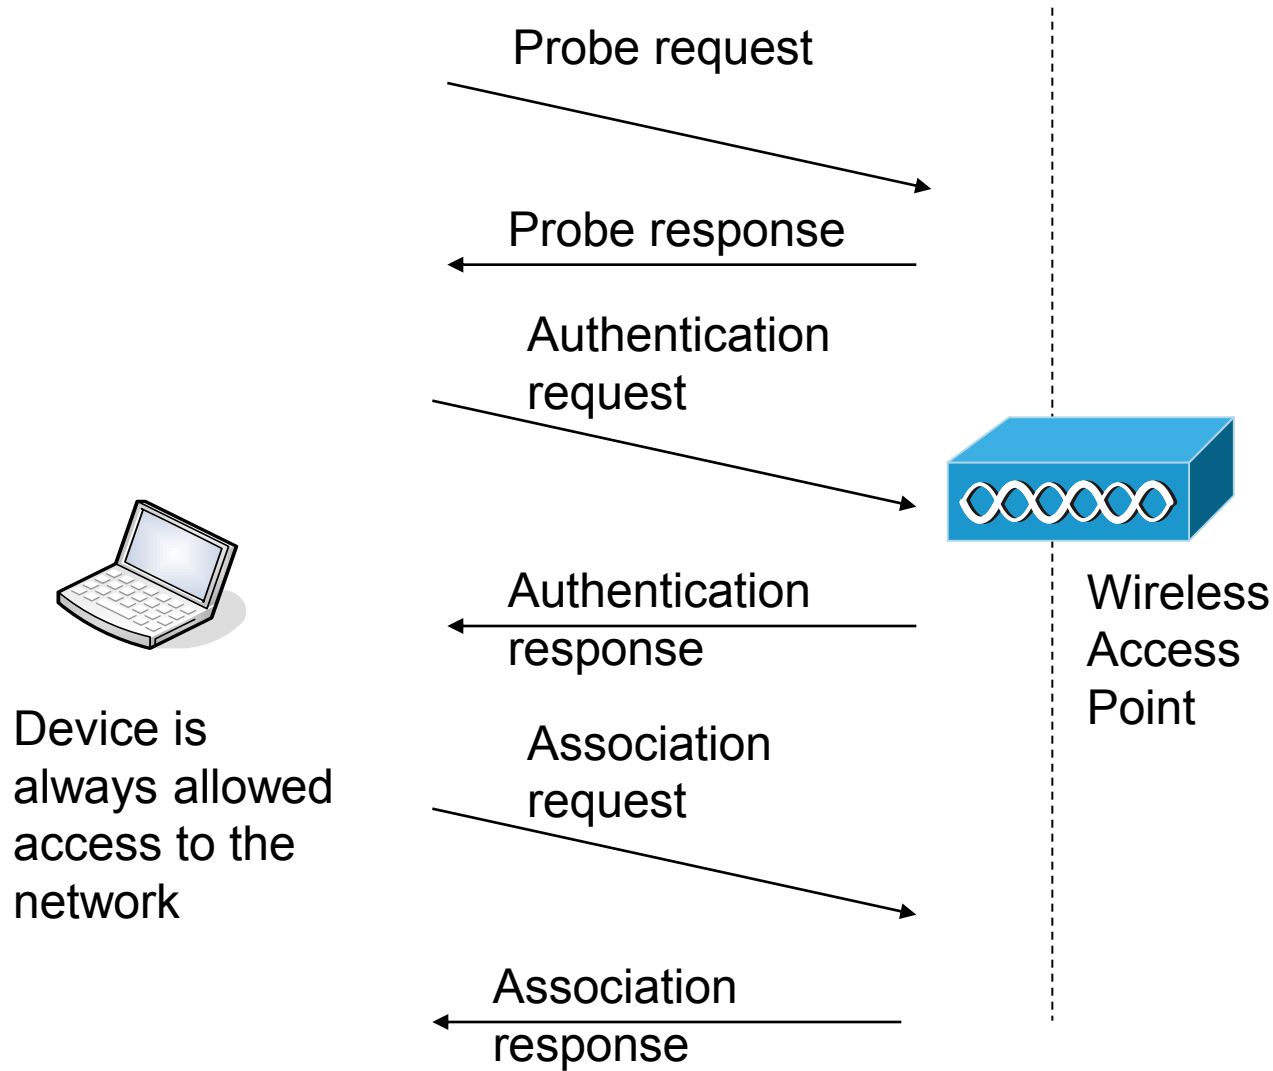 Probe request
Probe response
Authentication
request
Authentication
response
Wireless
Access
Point
Device is
always allowed
access to the
network
Association
request
Association
response